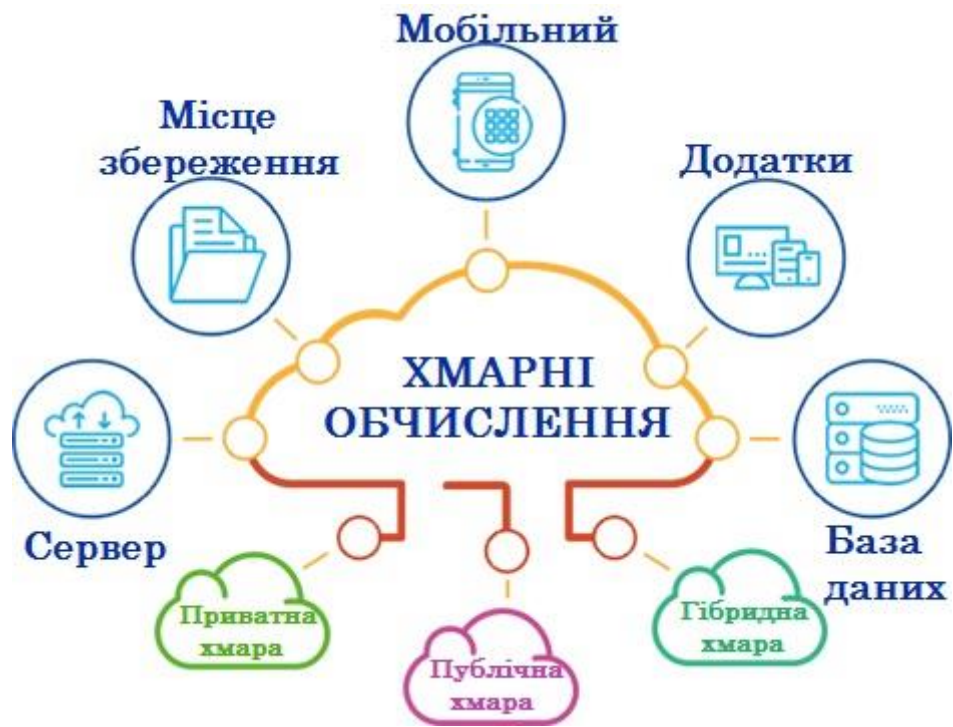 Мобільний
Місце
збереження
Додатки
ХМАРНІ
ОБЧИСЛЕННЯ
Сервер
База
даних
Приватна
хмара
Публічна
хмара
Гібридна
хмара